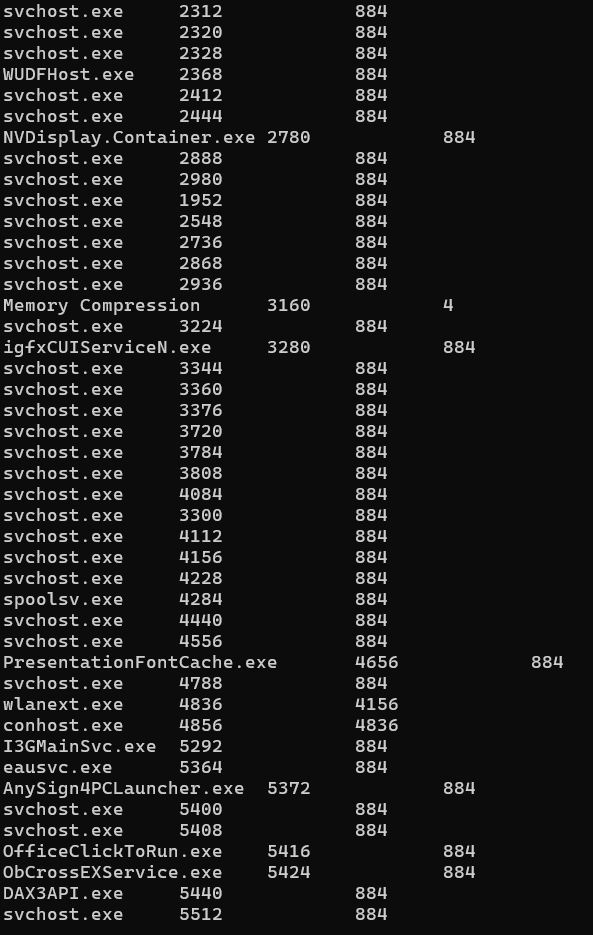 svchost.exe 2312 884
svchost.exe 2320 884
svchost.exe 2328 884
WUDFHost.exe 2368 884
svchost.exe 2412 884
svchost.exe 2444 884
NVDisplay.Container.exe 2780 884
svchost.exe 2888 884
svchost.exe 2980 884
svchost.exe 1952 884
svchost.exe 2548 884
svchost.exe 2736 884
svchost.exe 2868 884
svchost.exe 2936 884
Memory Compression 3160 4
svchost.exe 3224 884
igfxCUIServiceN.exe 3280 884
svchost.exe 3344 884
svchost.exe 3360 884
svchost.exe 3376 884
svchost.exe 3720 884
svchost.exe 3784 884
svchost.exe 3808 884
svchost.exe 4084 884
svchost.exe 3300 884
svchost.exe 4112 884
svchost.exe 4156 884
svchost.exe 4228 884
spoolsv.exe 4284 884
svchost.exe 4440 884
svchost.exe 4556 884
PresentationFontCache.exe 4656 884
svchost.exe 4788 884
wlanext.exe 4836 4156
conhost.exe 4856 4836
I3GMainSvc.exe 5292 884
eausvc.exe 5364 884
AnySign4PCLauncher.exe 5372 884
svchost.exe 5400 884
svchost.exe 5408 884
OfficeClickToRun.exe 5416 884
ObCrossEXService.exe 5424 884
DAX3API.exe 5440 884
svchost.exe 5512 884